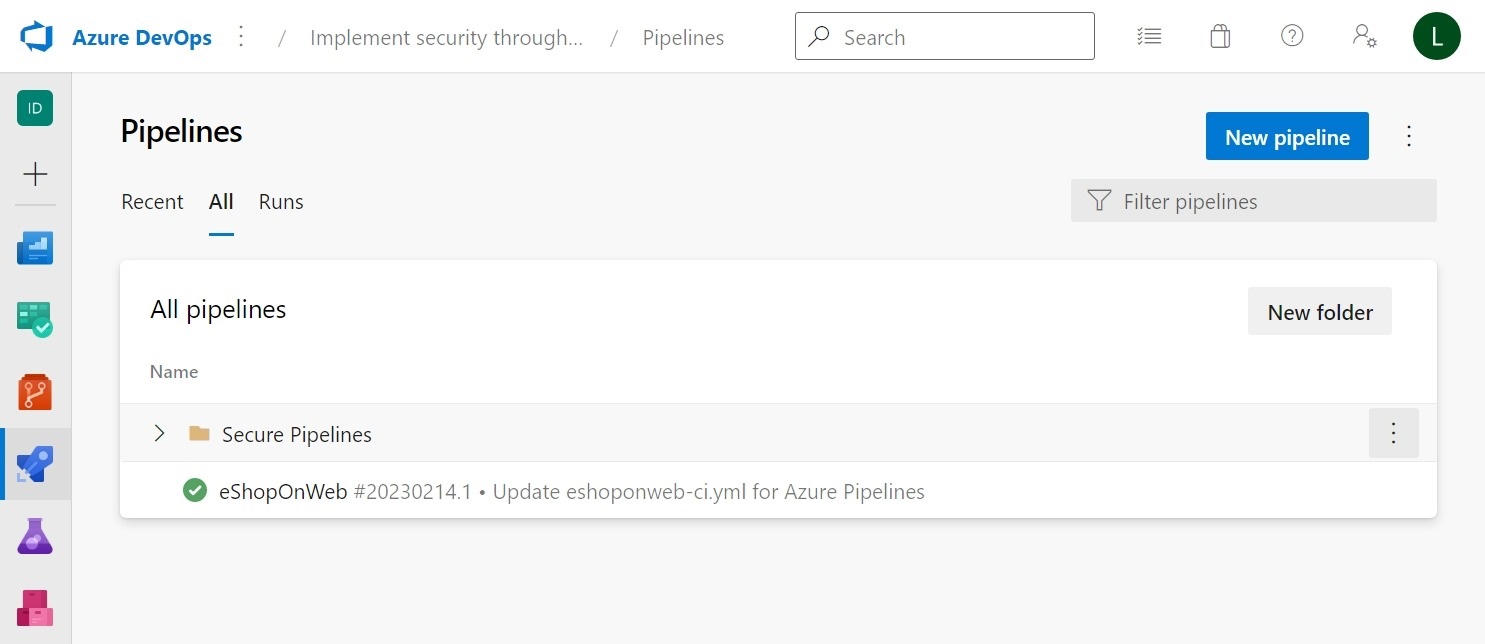 Azure DevOps / Implement security through... / Pipelines Search L
ID
Pipelines
New pipeline
Recent All Runs
Filter pipelines
All pipelines
New folder
Name
Secure Pipelines
eShopOnWeb #20230214.1 • Update eshoponweb-ci.yml for Azure Pipelines